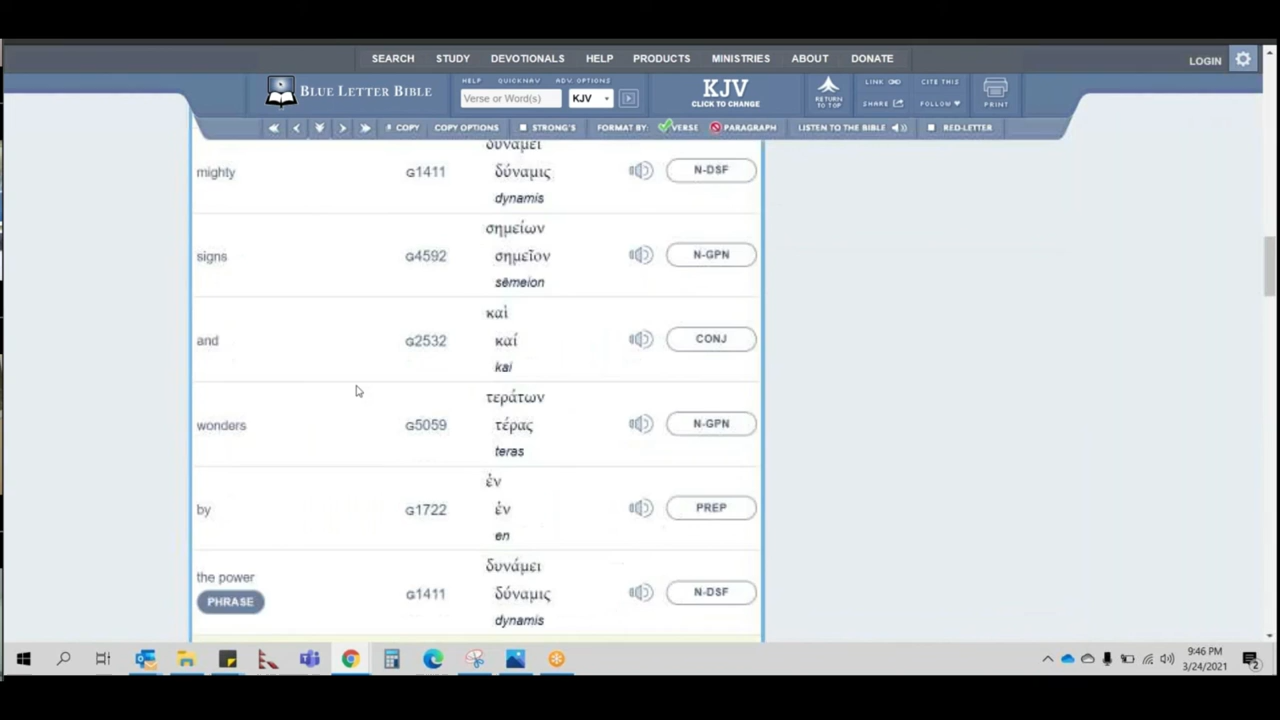 SEARCH STUDY DEVOTIONALS HELP PRODUCTS MINISTRIES ABOUT DONATE LOGIN
HELP QUICKNAV ADV. OPTIONS
BLUE LETTER BIBLE
Verse or Word(s) KJV
KJV
CLICK TO CHANGE
RETURN TO TOP
LINK CITE THIS
SHARE FOLLOW
PRINT
COPY COPY OPTIONS STRONG'S FORMAT BY: VERSE PARAGRAPH LISTEN TO THE BIBLE RED-LETTER
δυνάμει
mighty G1411 δύναμις N-DSF
dynamis
σημείων
signs G4592 σημεῖον N-GPN
sēmeion
καὶ
and G2532 καί CONJ
kai
τεράτων
wonders G5059 τέρας N-GPN
teras
ἐν
by G1722 ἐν PREP
en
δυνάμει
the power
PHRASE G1411 δύναμις N-DSF
dynamis
9:46 PM
3/24/2021
2